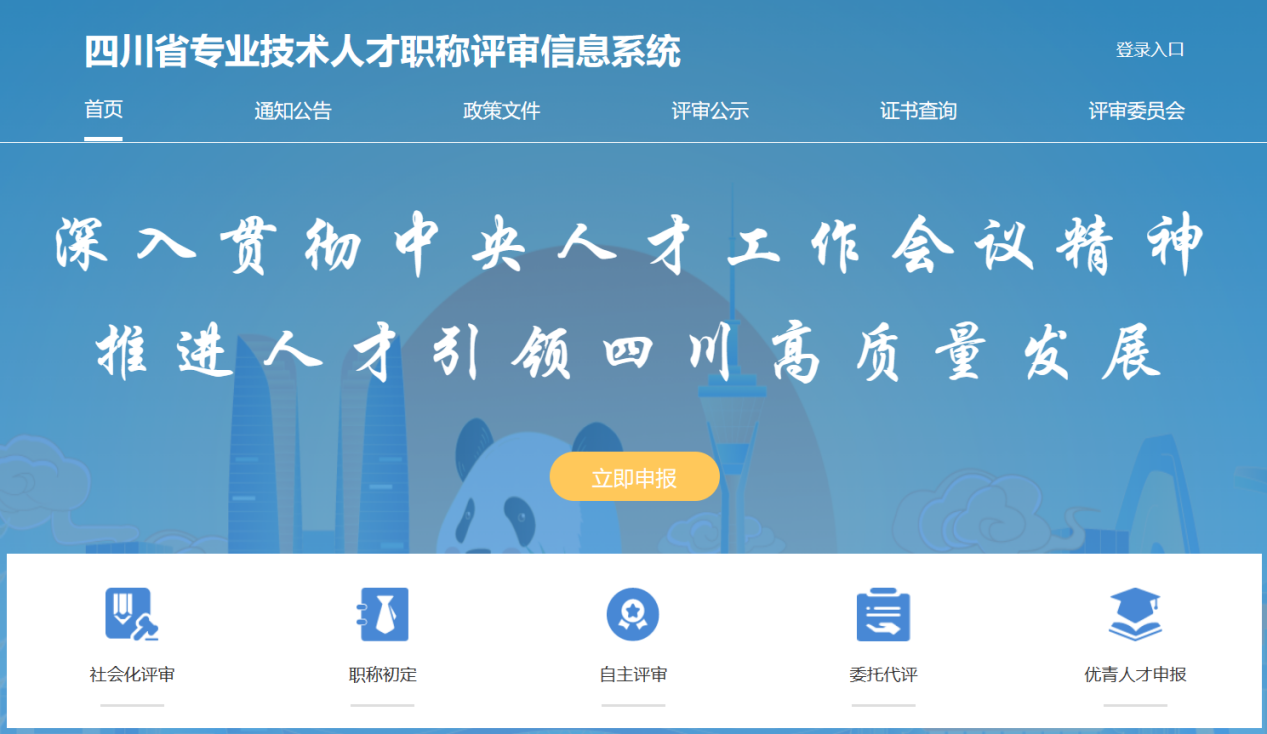 四川省专业技术人才职称评审信息系统
登录入口
首页 通知公告 政策文件 评审公示 证书查询 评审委员会
深入贯彻中央人才工作会议精神
推进人才引领四川高质量发展
立即申报
社会化评审 职称初定 自主评审 委托代评 优青人才申报